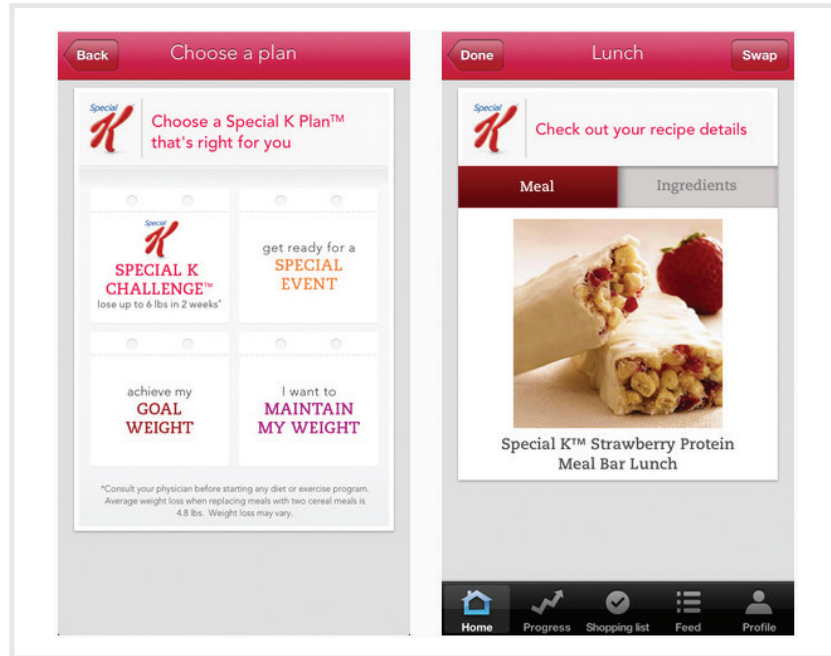 Back
Choose a plan
Special
K
Choose a Special K Plan™
that's right for you
Special
K
SPECIAL K
CHALLENGE™
lose up to 6 lbs in 2 weeks*
get ready for a
SPECIAL
EVENT
achieve my
GOAL
WEIGHT
I want to
MAINTAIN
MY WEIGHT
*Consult your physician before starting any diet or exercise program.
Average weight loss when replacing meals with two cereal meals is
4.8 lbs. Weight loss may vary.
Done
Lunch
Swap
Special
K
Check out your recipe details
Meal
Ingredients
Special K™ Strawberry Protein
Meal Bar Lunch
Home
Progress
Shopping list
Feed
Profile